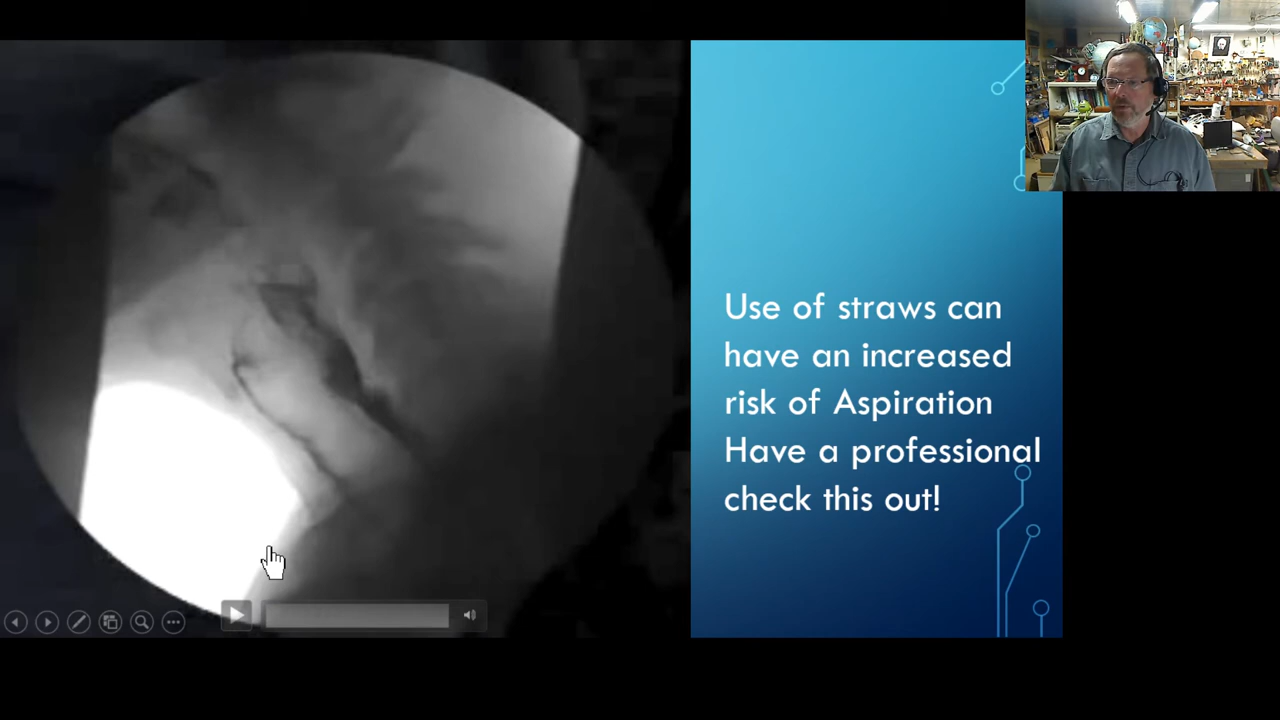 Use of straws can
have an increased
risk of Aspiration
Have a professional
check this out!